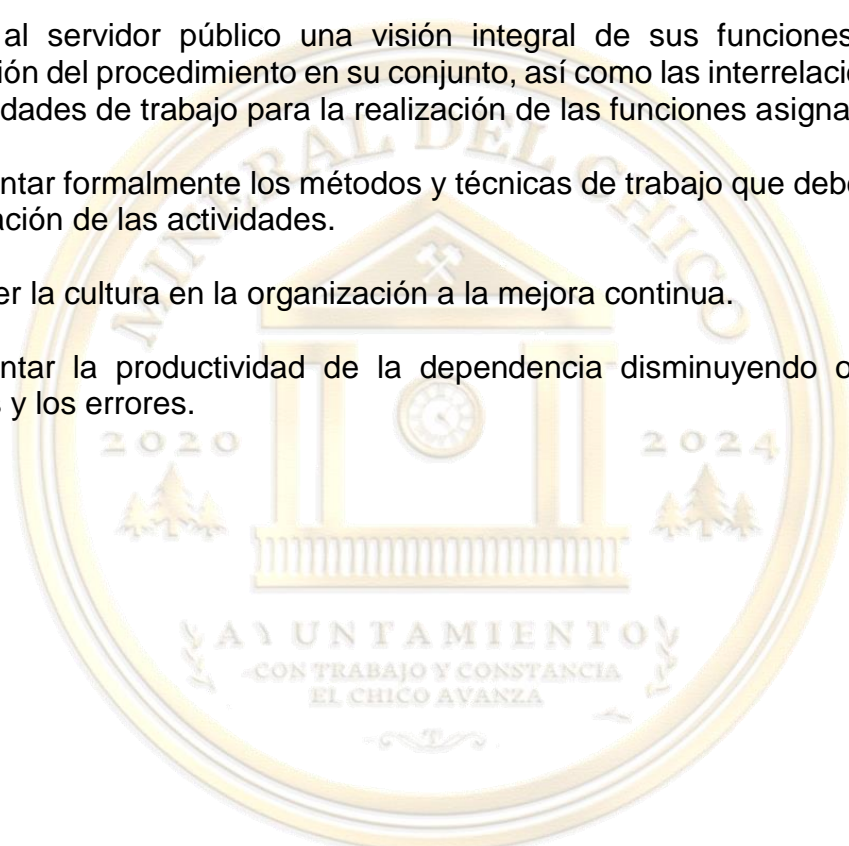 al servidor público una visión integral de sus funciones
ión del procedimiento en su conjunto, así como las interrelaci
dades de trabajo para la realización de las funciones asigna
ntar formalmente los métodos y técnicas de trabajo que deb
ación de las actividades.
er la cultura en la organización a la mejora continua.
ntar la productividad de la dependencia disminuyendo o
y los errores.
MINERAL DEL CHICO
2020
2024
AYUNTAMIENTO
CON TRABAJO Y CONSTANCIA
EL CHICO AVANZA